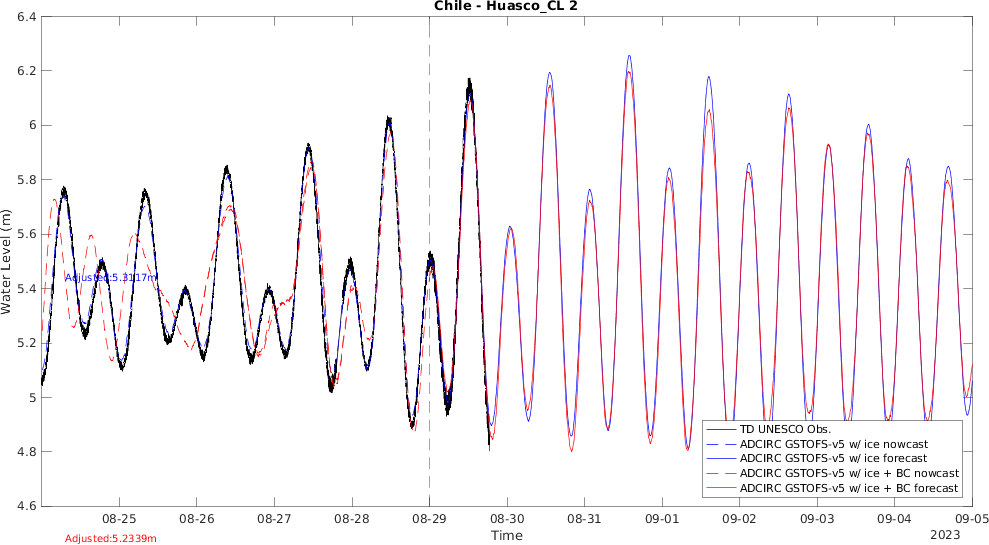 Chile - Huasco_CL 2
Water Level (m)
6.4
6.2
6
5.8
5.6
5.4
5.2
5
4.8
4.6
Adjusted:5.3117m
TD UNESCO Obs.
ADCIRC GSTOFS-v5 w/ ice nowcast
ADCIRC GSTOFS-v5 w/ ice forecast
ADCIRC GSTOFS-v5 w/ ice + BC nowcast
ADCIRC GSTOFS-v5 w/ ice + BC forecast
08-25 08-26 08-27 08-28 08-29 08-30 08-31 09-01 09-02 09-03 09-04 09-05
Time
2023
Adjusted:5.2339m